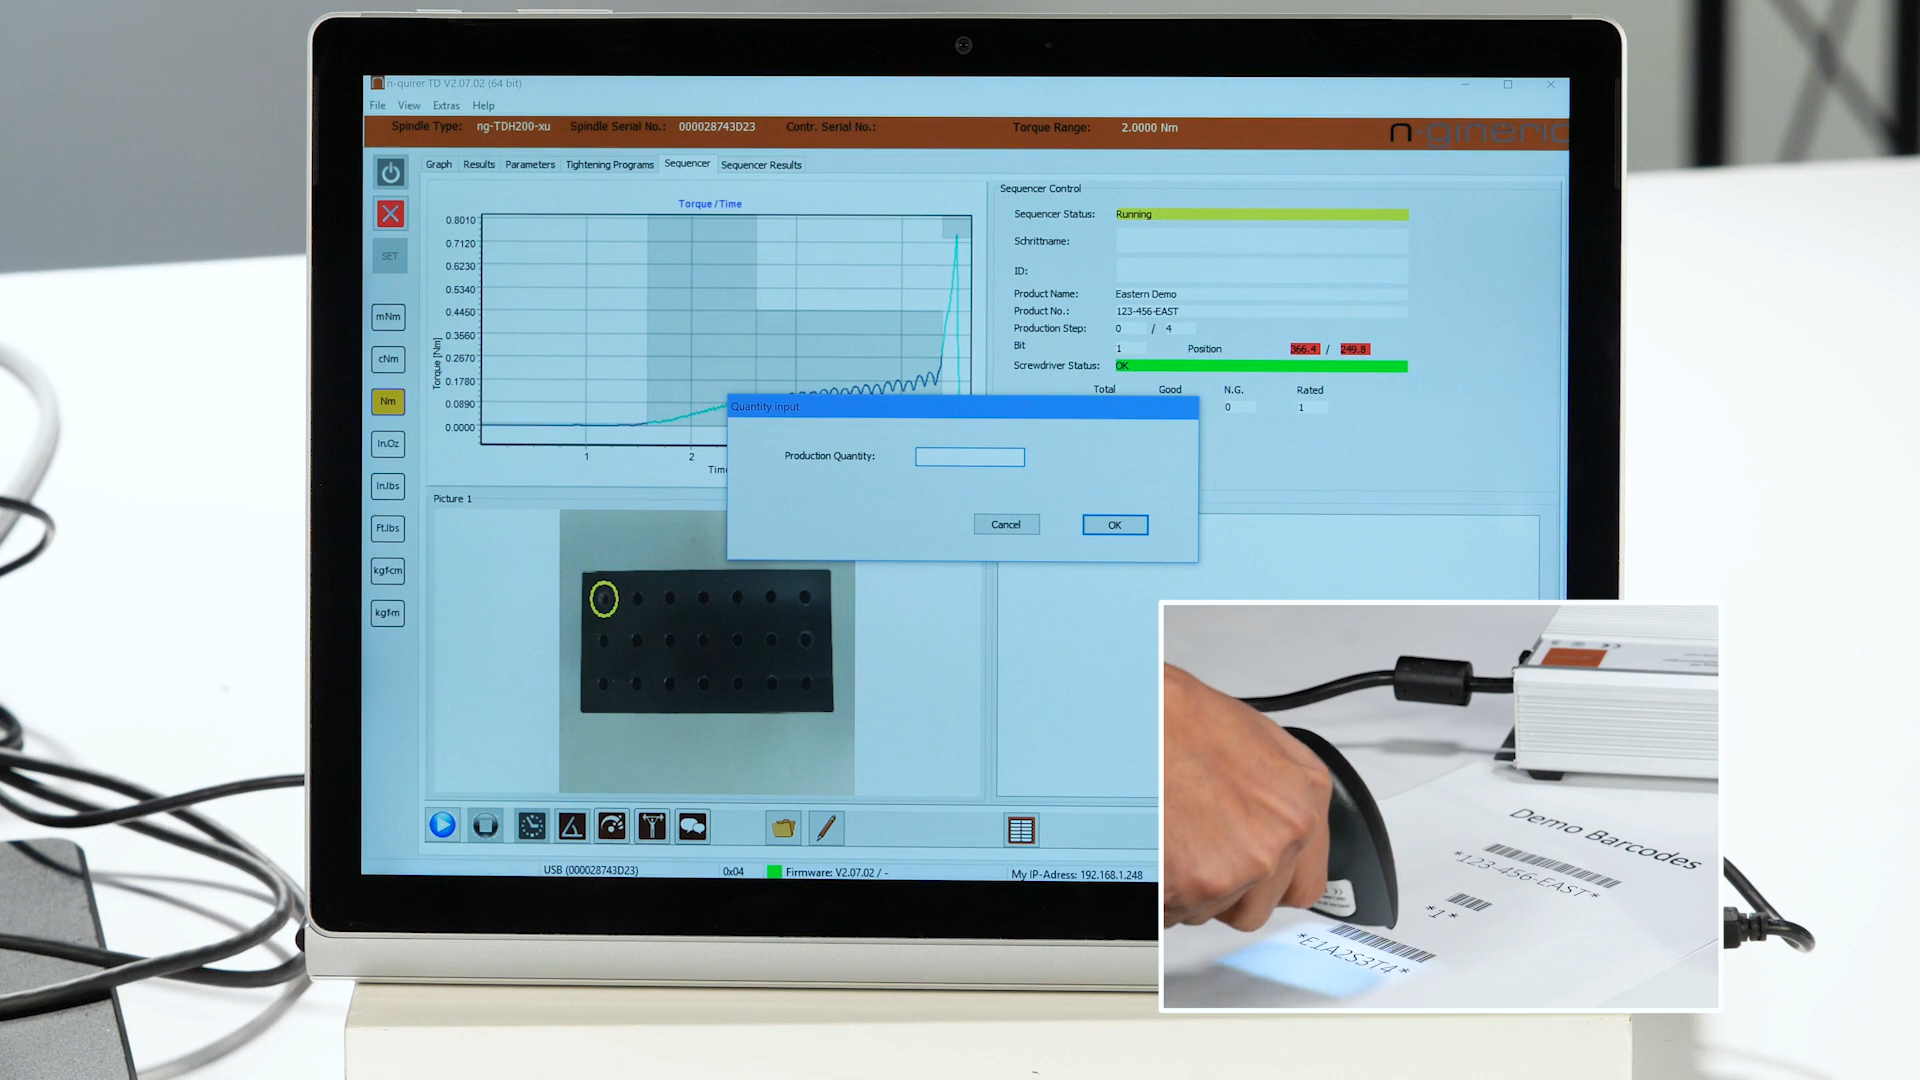 n-quirer TD V2.07.02 (64 bit)
File View Extras Help
Spindle Type: ng-TDH200-xu Spindle Serial No.: 000028743D23 Contr. Serial No.: Torque Range: 2.0000 Nm
n-gineric
Graph Results Parameters Tightening Programs Sequencer Sequencer Results
SET
mNm
cNm
Nm
In.Oz
In.lbs
Ft.lbs
kgf-cm
kgf-m
Torque/Time
Torque [Nm]
0.8010
0.7120
0.6230
0.5340
0.4450
0.3560
0.2670
0.1780
0.0890
0.0000
1 2
Time
Sequencer Control
Sequencer Status: Running
Schrittname:
ID:
Product Name: Eastern Demo
Product No.: 123-456-EAST
Production Step: 0 / 4
Bit 1 Position 366.4 / 249.8
Screwdriver Status: OK
Total Good N.G. Rated
0 1
Quantity input
Production Quantity:
Cancel OK
Picture 1
USB (000028743D23) 0x04 Firmware: V2.07.02 / - My IP-Adress: 192.168.1.248
Demo Barcodes
*123-456-EAST*
*1*
*E1A2S3T4*